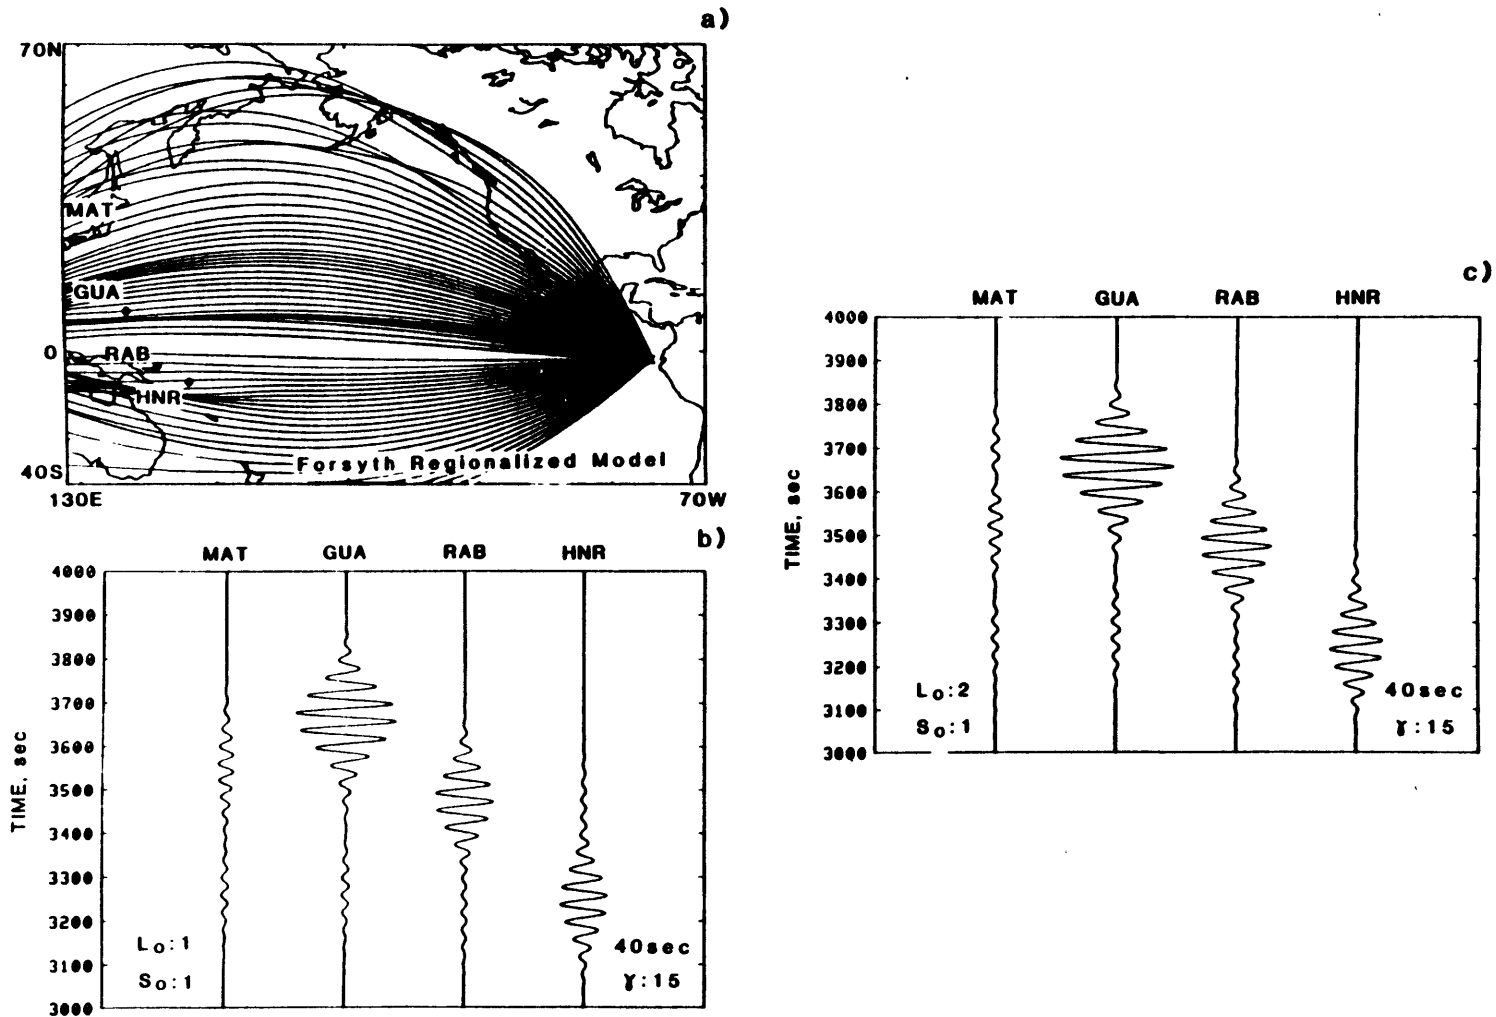 a)
70N
MAT
GUA
0
RAB
HNR
Forsyth Regionalized Model
40S
130E
70W
b)
MAT GUA RAB HNR
4000
3900
3800
3700
3600
3500
3400
3300
3200
3100
3000
TIME, sec
Lo:1
So:1
40sec
γ:15
c)
MAT GUA RAB HNR
4000
3900
3800
3700
3600
3500
3400
3300
3200
3100
3000
TIME, sec
Lo:2
So:1
40sec
γ:15